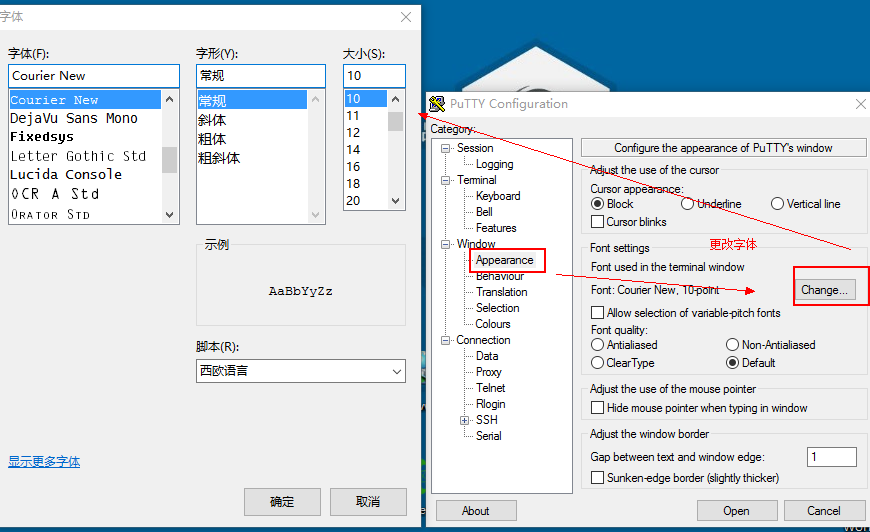 字体
字体(F):
Courier New
Courier New
DejaVu Sans Mono
Fixedsys
Letter Gothic Std
Lucida Console
OCR A Std
Orator Std
字形(Y):
常规
常规
斜体
粗体
粗斜体
大小(S):
10
10
11
12
14
16
18
20
示例
AaBbYyZz
脚本(R):
西欧语言
显示更多字体
确定
取消
PuTTY Configuration
Category:
Session
Logging
Terminal
Keyboard
Bell
Features
Window
Appearance
Behaviour
Translation
Selection
Colours
Connection
Data
Proxy
Telnet
Rlogin
SSH
Serial
Configure the appearance of PuTTY's window
Adjust the use of the cursor
Cursor appearance:
Block
Underline
Vertical line
Cursor blinks
Font settings
更改字体
Font used in the terminal window
Font: Courier New, 10-point
Change...
Allow selection of variable-pitch fonts
Font quality:
Antialiased
Non-Antialiased
ClearType
Default
Adjust the use of the mouse pointer
Hide mouse pointer when typing in window
Adjust the window border
Gap between text and window edge:
1
Sunken-edge border (slightly thicker)
About
Open
Cancel